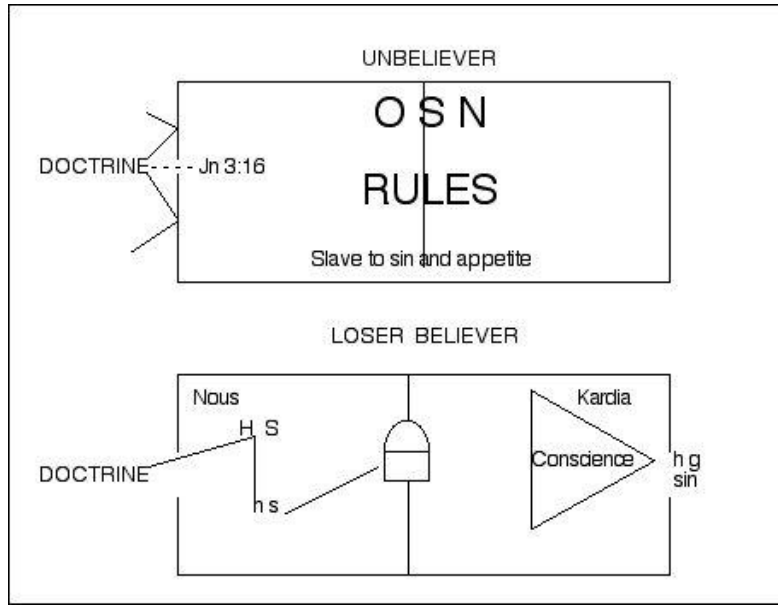 UNBELIEVER
O S N
DOCTRINE
Jn 3:16
RULES
Slave to sin and appetite
LOSER BELIEVER
Nous
Kardia
H S
Conscience
h g
DOCTRINE
sin
h s